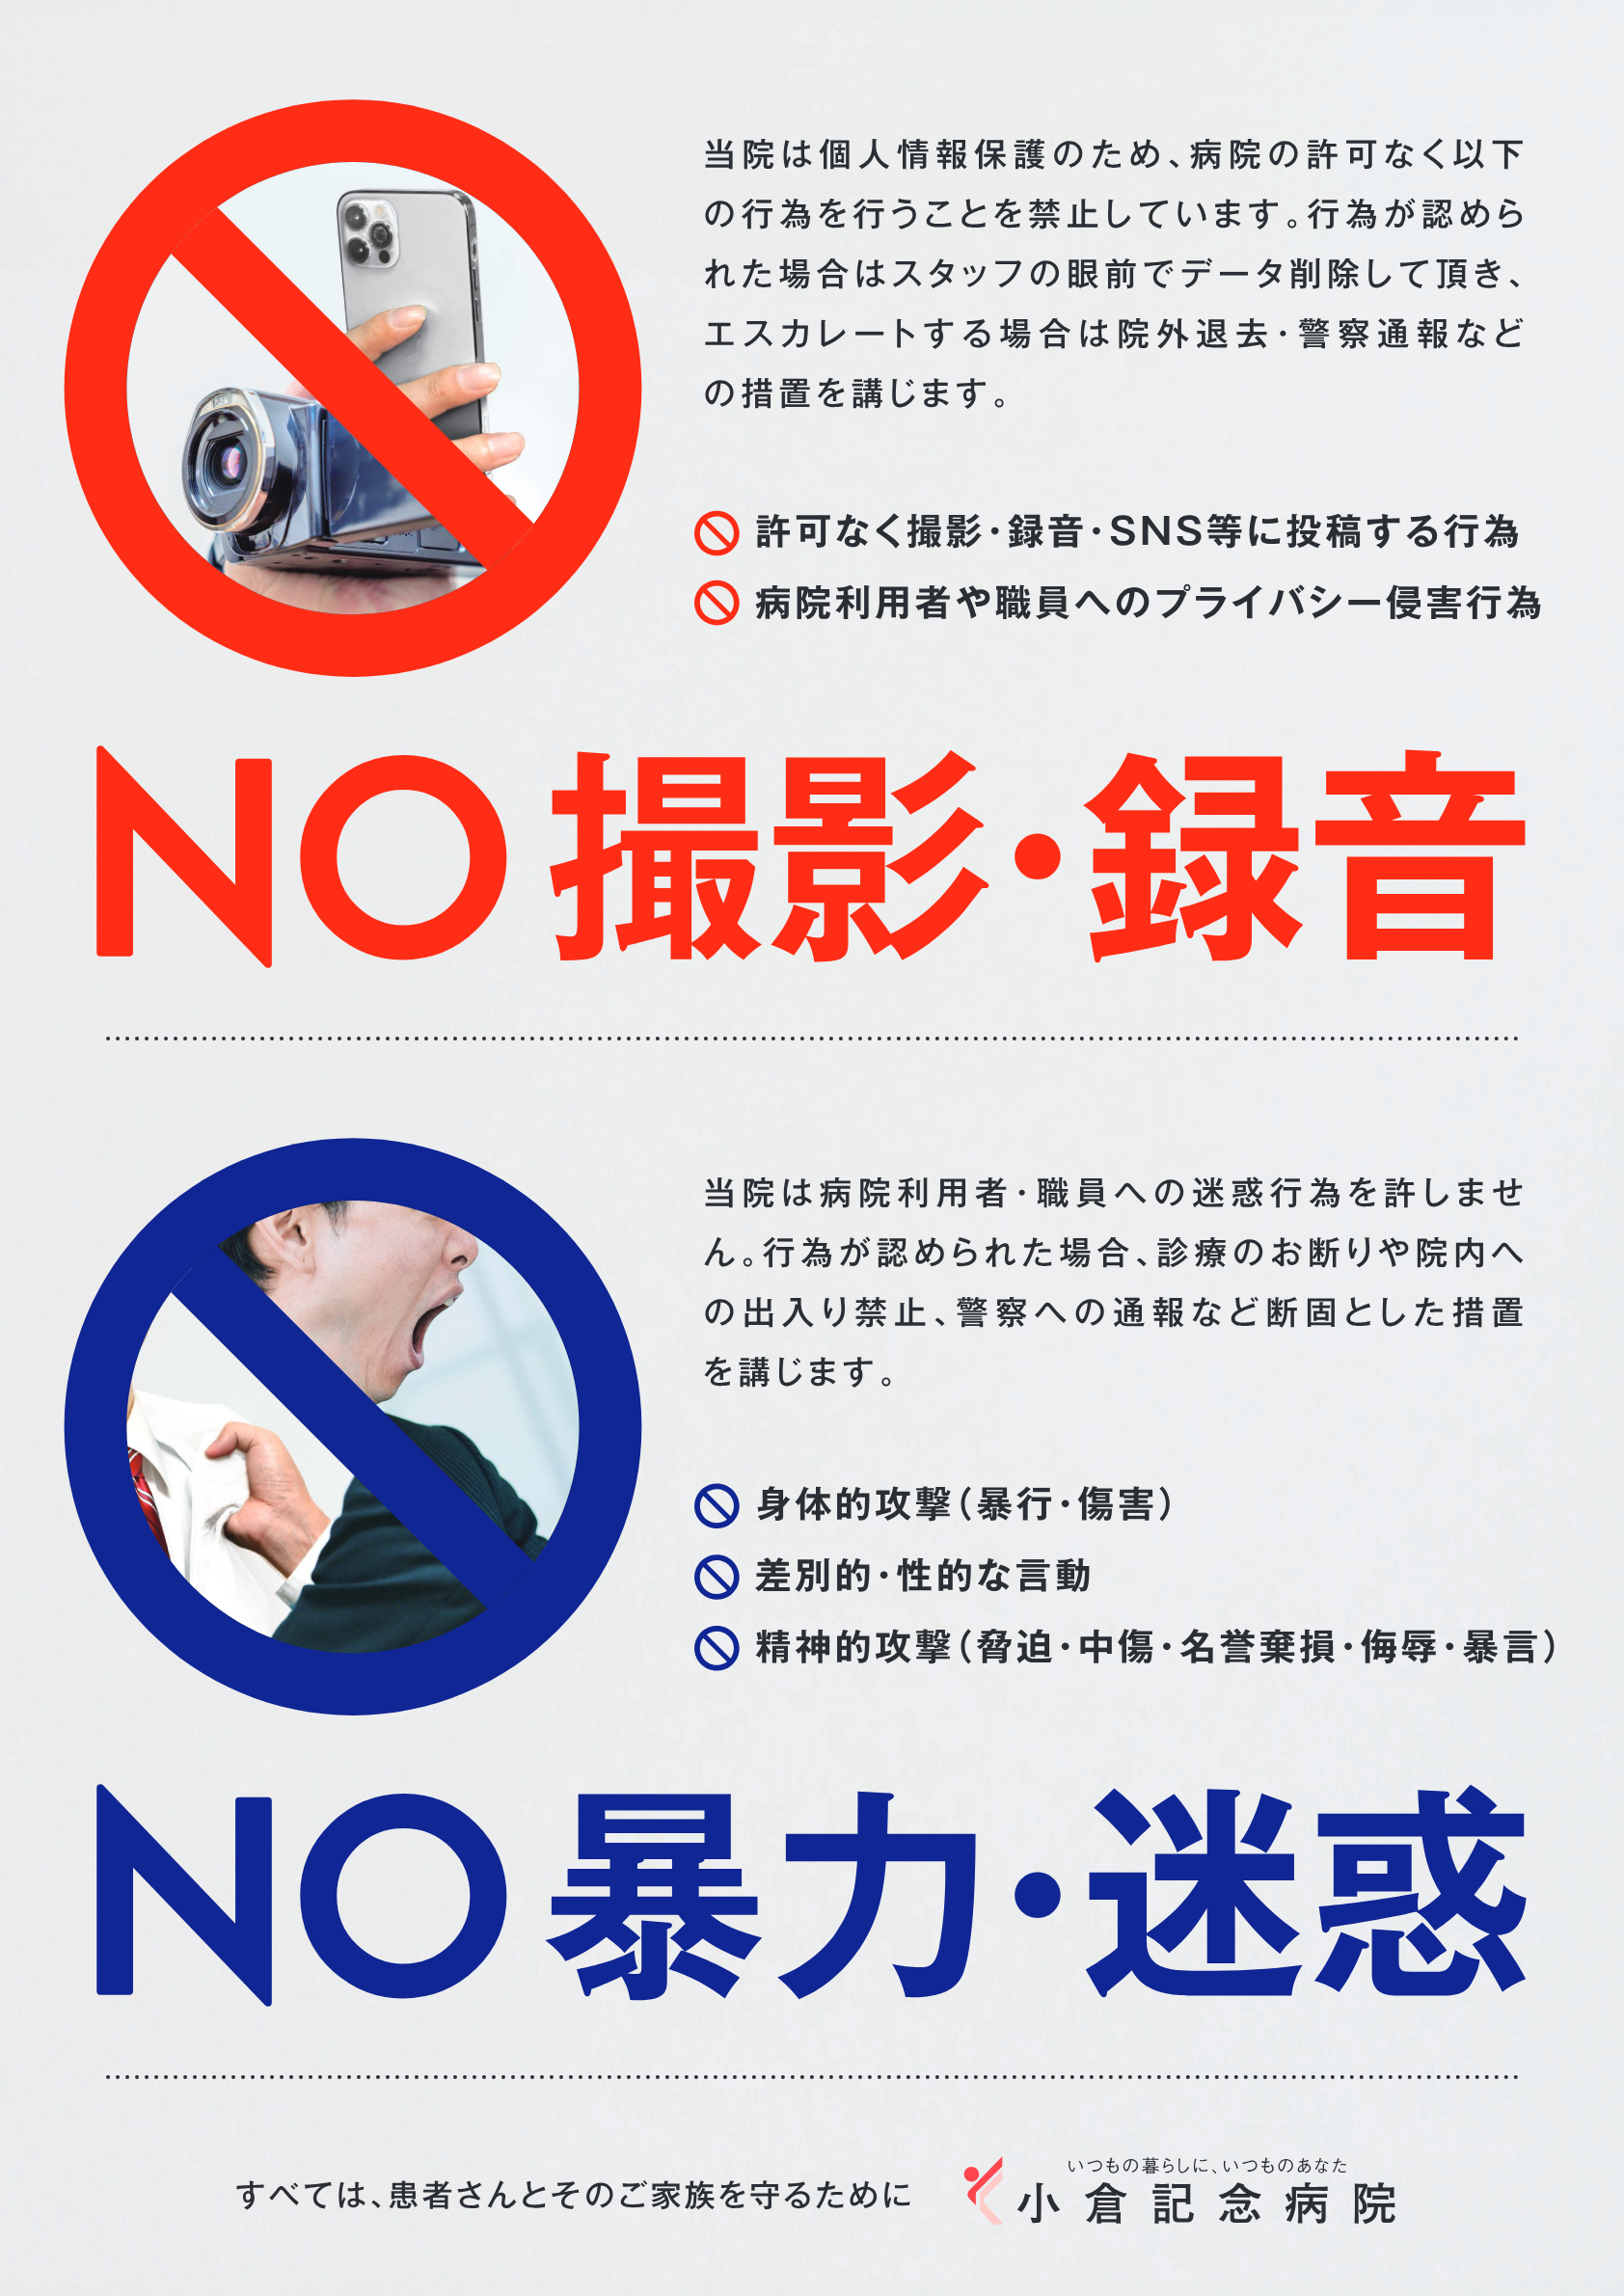 当院は個人情報保護のため、病院の許可なく以下
の行為を行うことを禁止しています。行為が認めら
れた場合はスタッフの眼前でデータ削除して頂き、
エスカレートする場合は院外退去・警察通報など
の措置を講じます。
許可なく撮影・録音・SNS等に投稿する行為
病院利用者や職員へのプライバシー侵害行為
NO撮影・録音
当院は病院利用者・職員への迷惑行為を許しませ
ん。行為が認められた場合、診療のお断りや院内へ
の出入り禁止、警察への通報など断固とした措置
を講じます。
身体的攻撃（暴行・傷害）
差別的・性的な言動
精神的攻撃（脅迫・中傷・名誉棄損・侮辱・暴言）
NO暴力・迷惑
すべては、患者さんとそのご家族を守るために
いつもの暮らしに、いつものあなた
小倉記念病院